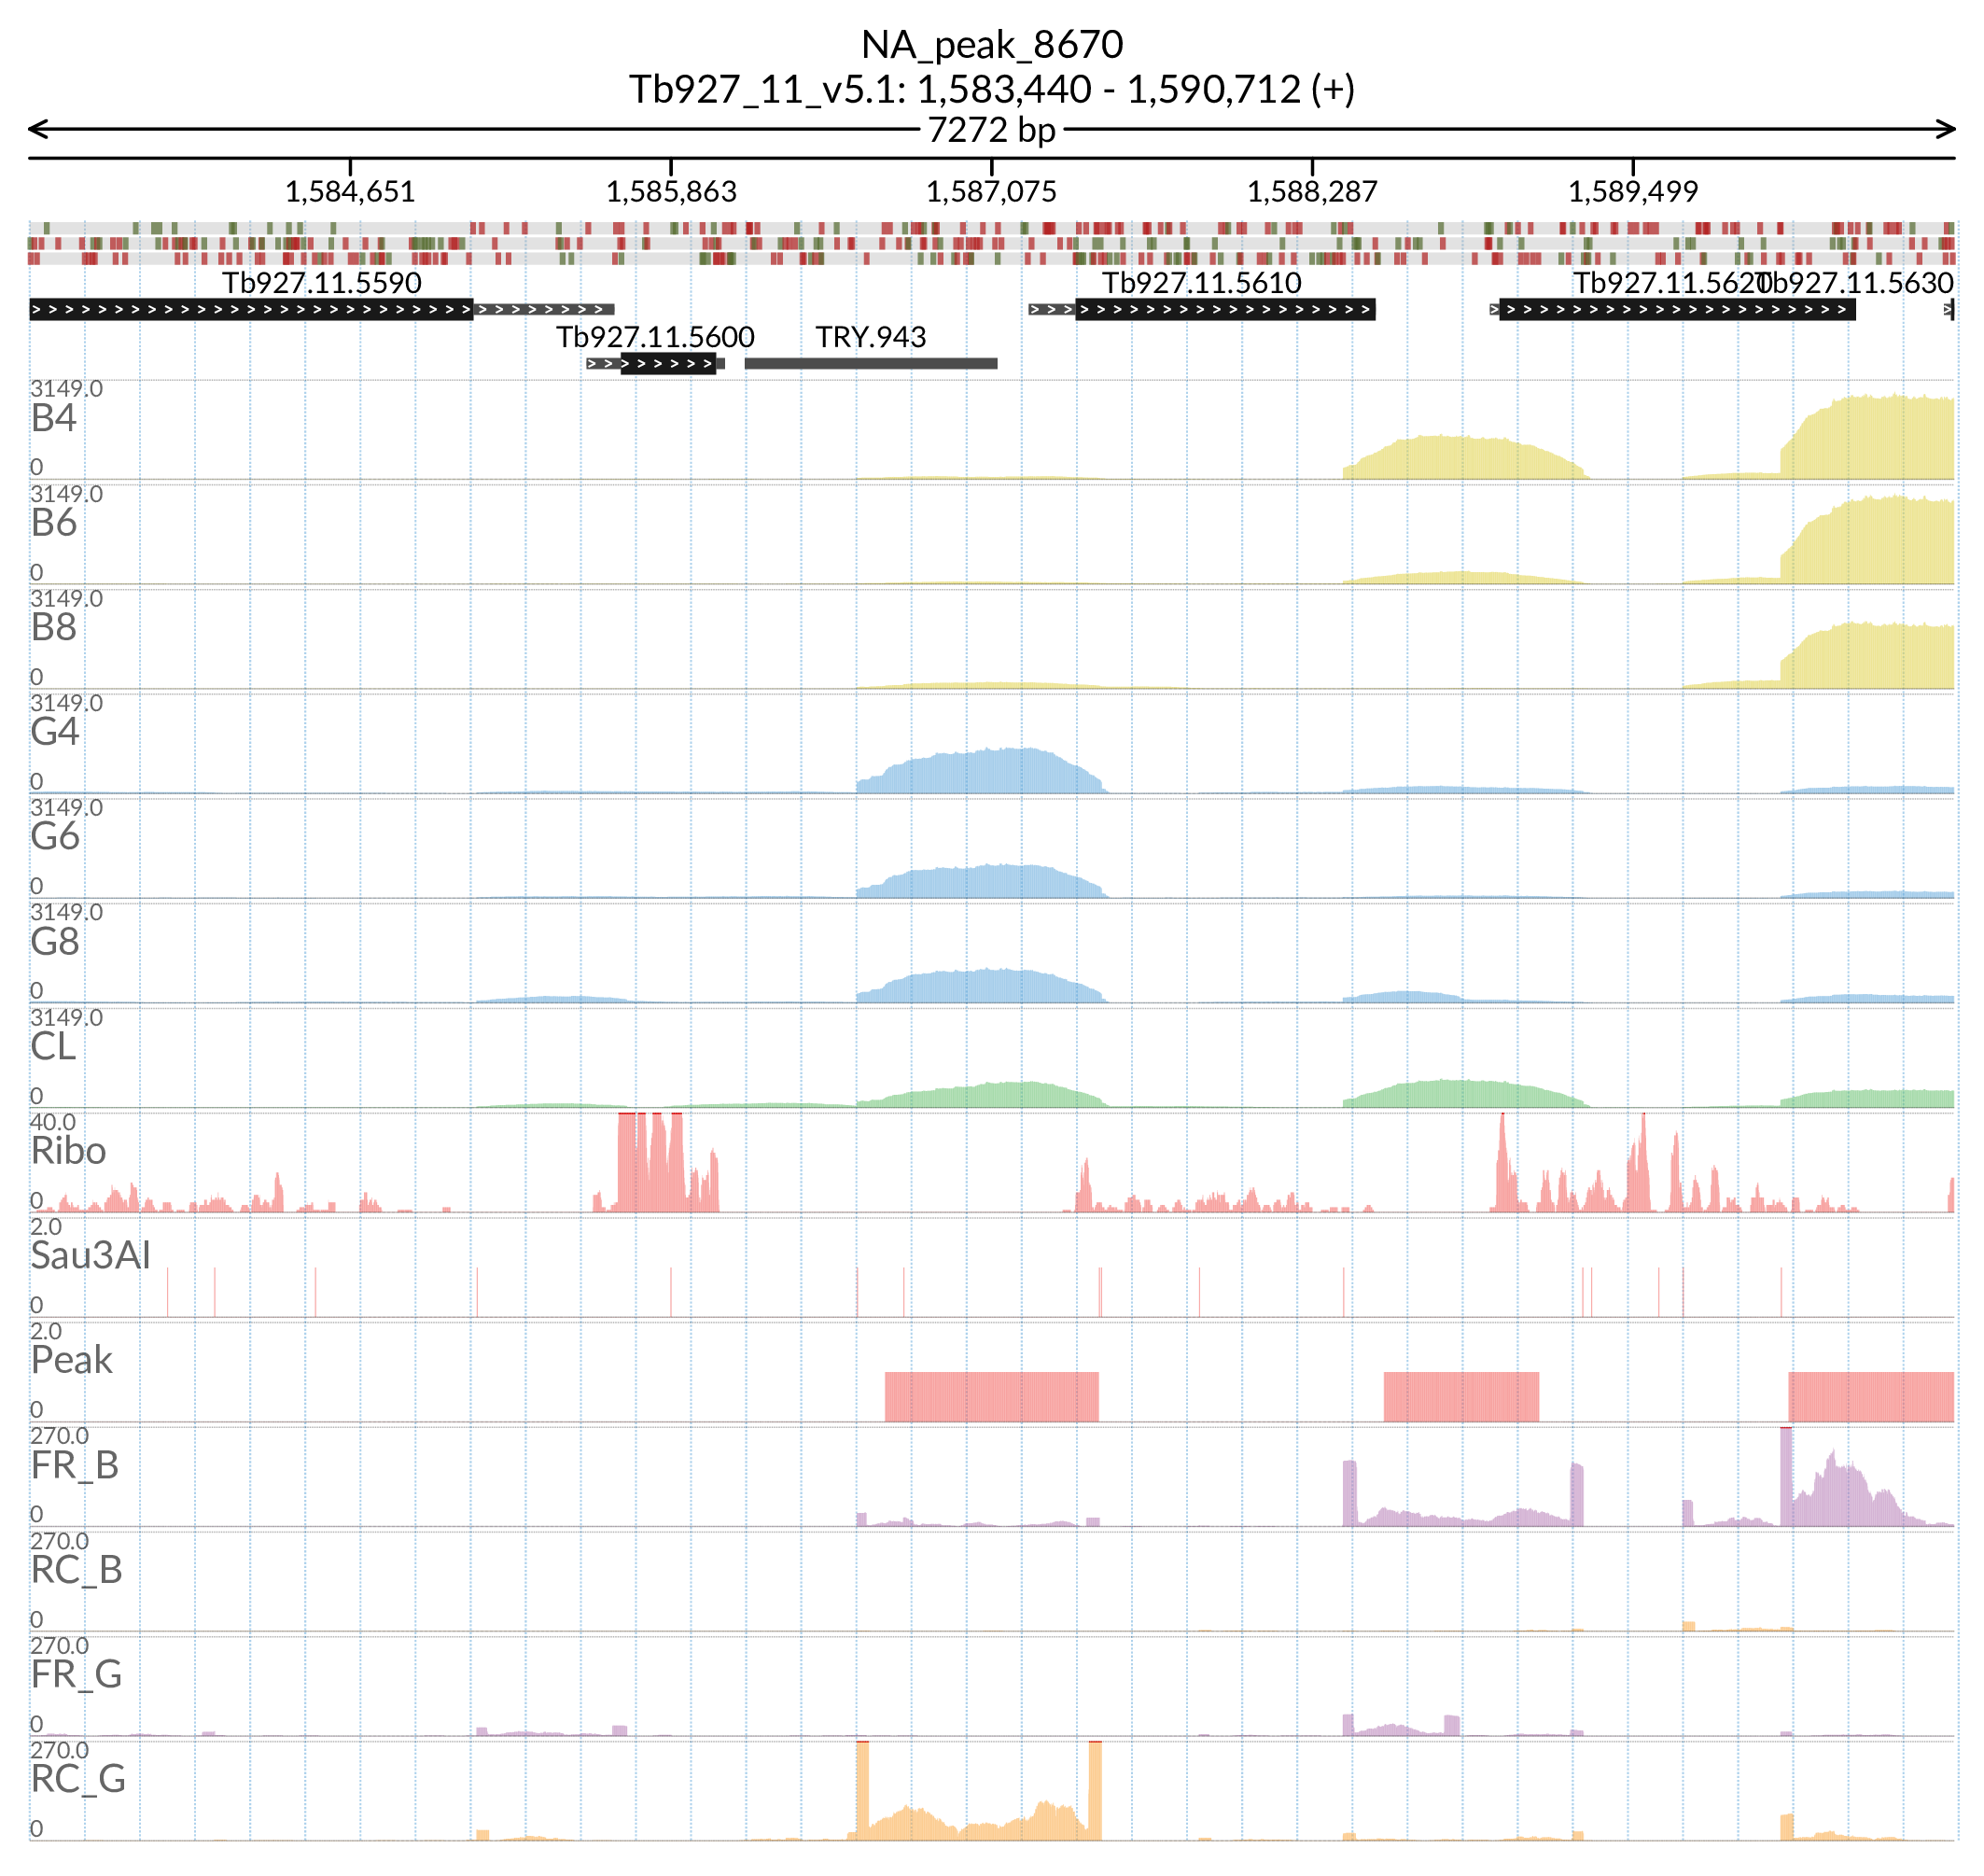 NA_peak_8670
Tb927_11_v5.1: 1,583,440 - 1,590,712 (+)
7272 bp
1,584,651 1,585,863 1,587,075 1,588,287 1,589,499
Tb927.11.5590 Tb927.11.5610 Tb927.11.5620 Tb927.11.5630
Tb927.11.5600 TRY.943
3149.0
B4
0
3149.0
B6
0
3149.0
B8
0
3149.0
G4
0
3149.0
G6
0
3149.0
G8
0
3149.0
CL
0
40.0
Ribo
0
2.0
Sau3AI
0
2.0
Peak
0
270.0
FR_B
0
270.0
RC_B
0
270.0
FR_G
0
270.0
RC_G
0